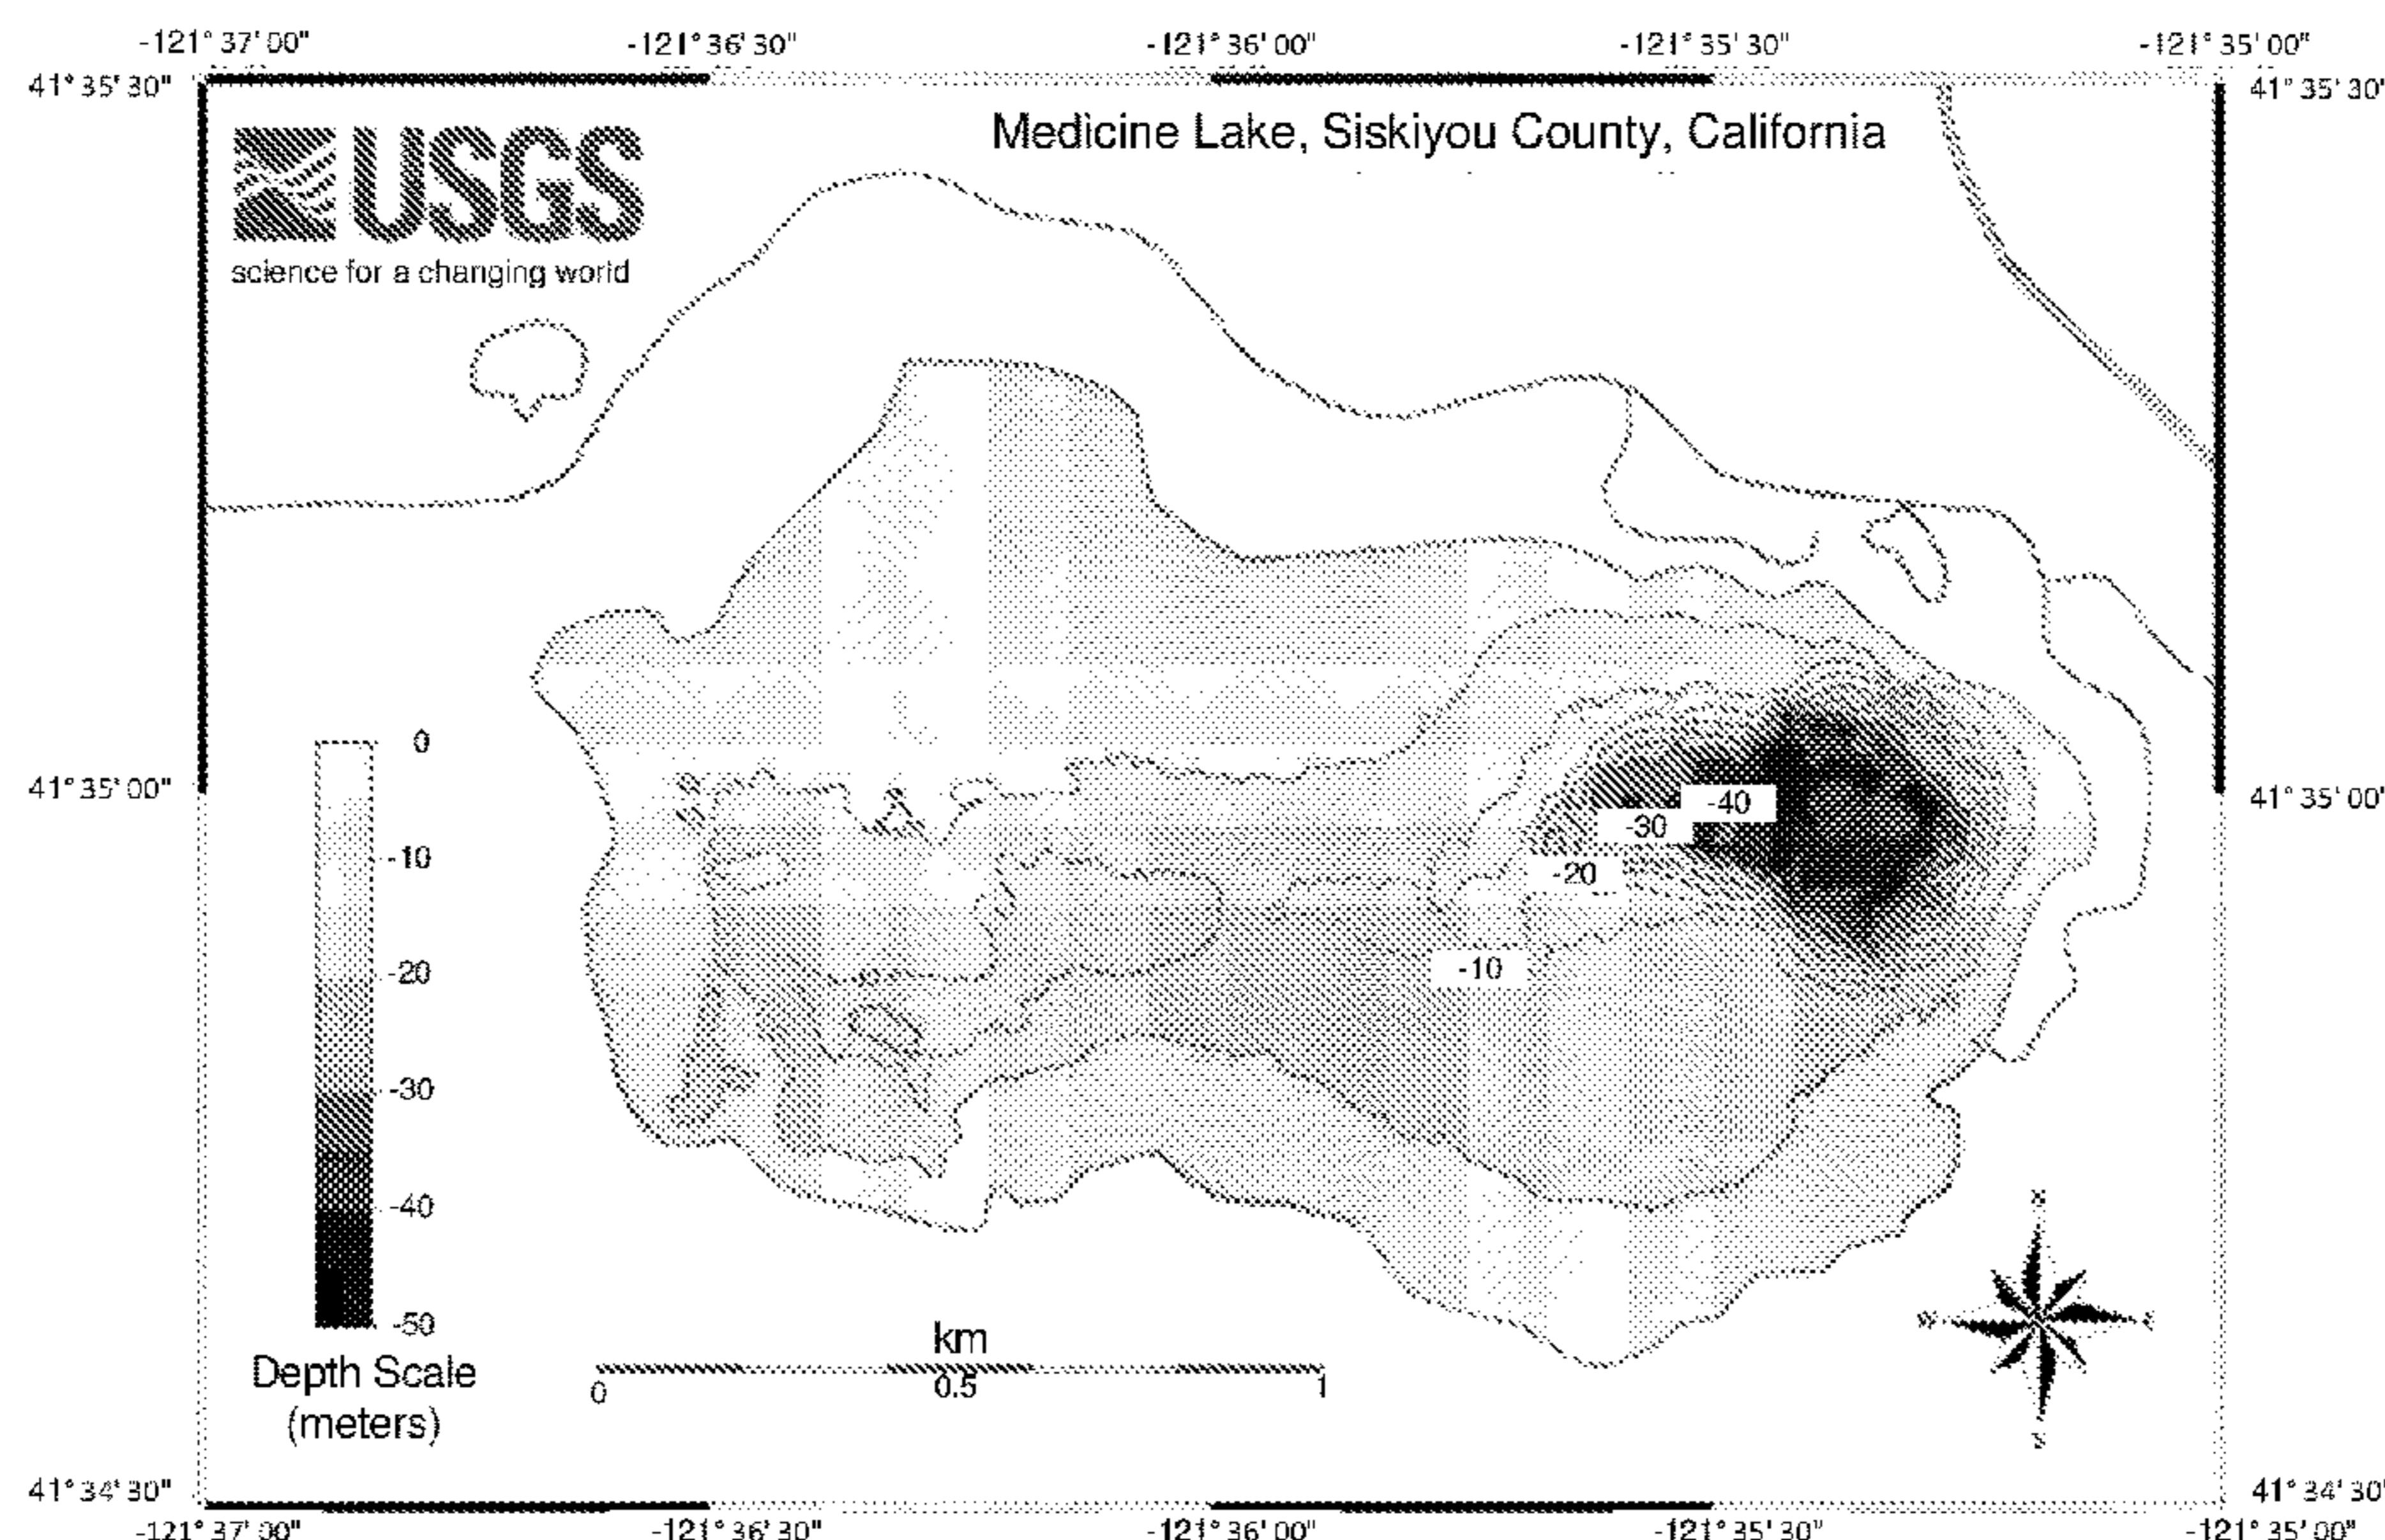 -121° 37' 00" -121° 36' 30" -121° 36' 00" -121° 35' 30" -121° 35' 00"
41° 35' 30" 41° 35' 30"
Medicine Lake, Siskiyou County, California
USGS
science for a changing world
0
41° 35' 00" 41° 35' 00"
-40
-30
-10
-20
-20
-10
-30
-40
N
W E
S
-50
km
Depth Scale
(meters)
0 0.5 1
41° 34' 30" 41° 34' 30"
-121° 37' 00" -121° 36' 30" -121° 36' 00" -121° 35' 30" -121° 35' 00"